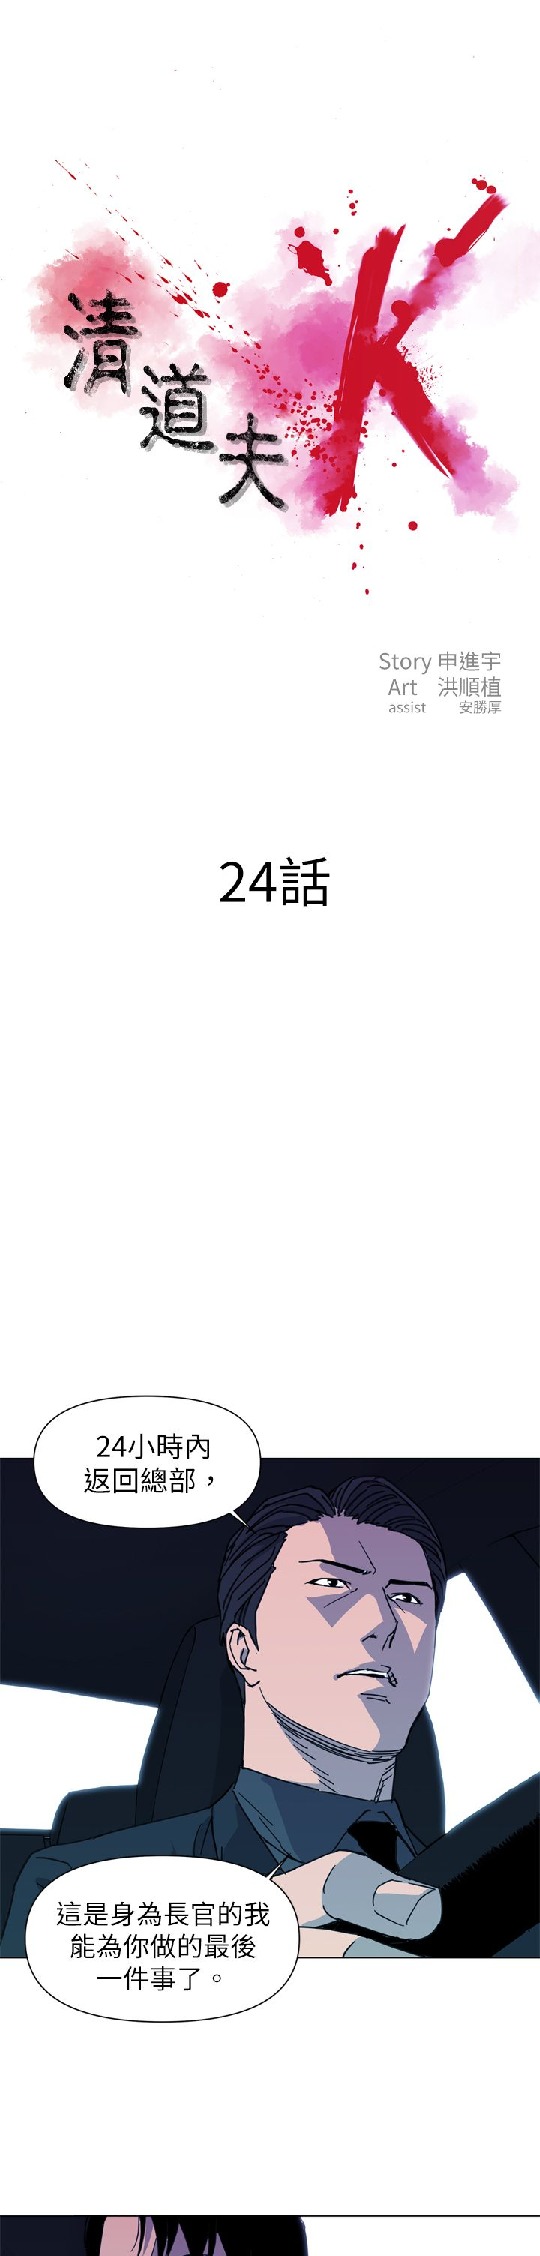 清道夫K
Story 申進宇
Art 洪順植
assist 安勝厚
24話
24小時內
返回總部，
這是身為長官的我
能為你做的最後
一件事了。